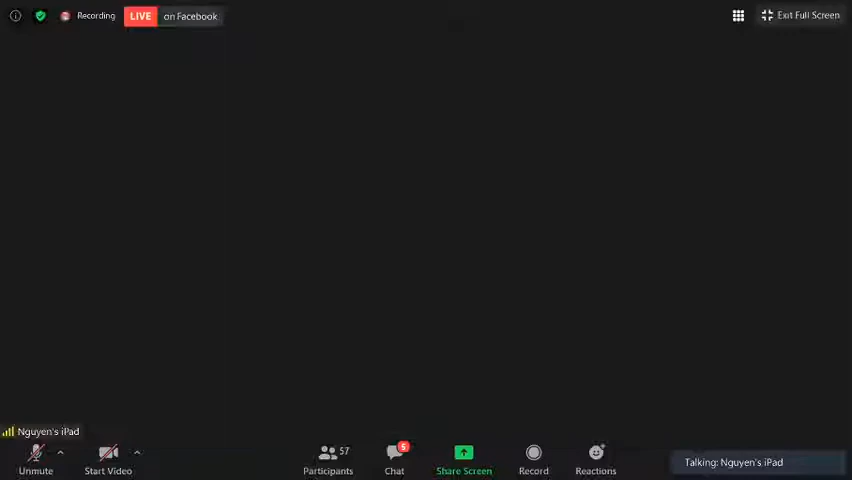 Recording LIVE on Facebook Exit Full Screen
Nguyen's iPad
57 5
Unmute Start Video Participants Chat Share Screen Record Reactions Talking: Nguyen's iPad